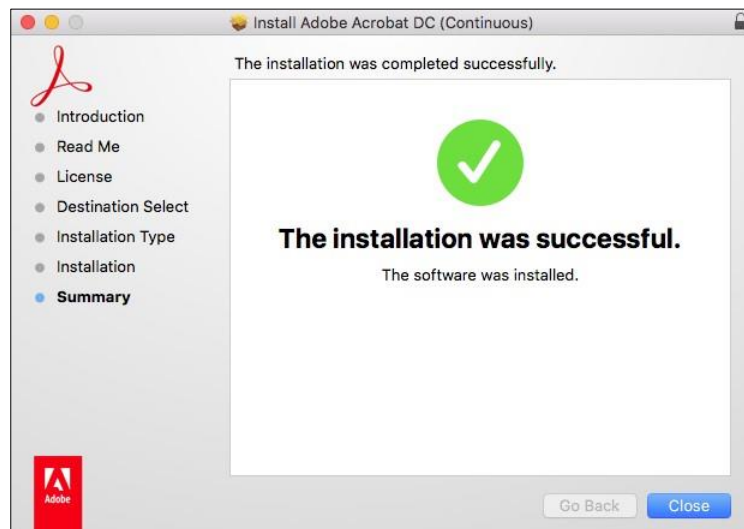 Install Adobe Acrobat DC (Continuous)
The installation was completed successfully.
Introduction
Read Me
License
Destination Select
Installation Type
Installation
Summary
The installation was successful.
The software was installed.
Adobe
Go Back
Close